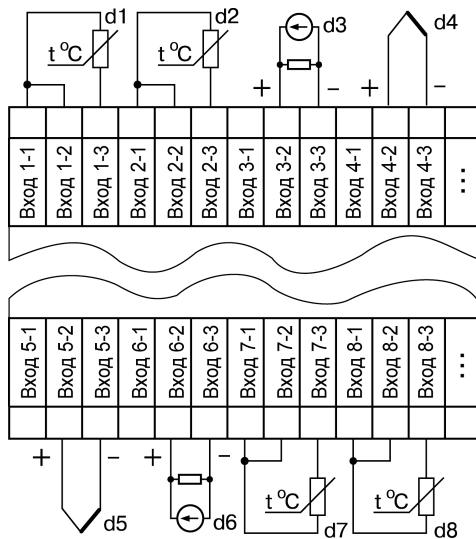 d1 d2 d3 d4
t °C t °C
+ − + −
Вход 1-1
Вход 1-2
Вход 1-3
Вход 2-1
Вход 2-2
Вход 2-3
Вход 3-1
Вход 3-2
Вход 3-3
Вход 4-1
Вход 4-2
Вход 4-3
...
Вход 5-1
Вход 5-2
Вход 5-3
Вход 6-1
Вход 6-2
Вход 6-3
Вход 7-1
Вход 7-2
Вход 7-3
Вход 8-1
Вход 8-2
Вход 8-3
...
+ − + −
t °C t °C
d5 d6 d7 d8